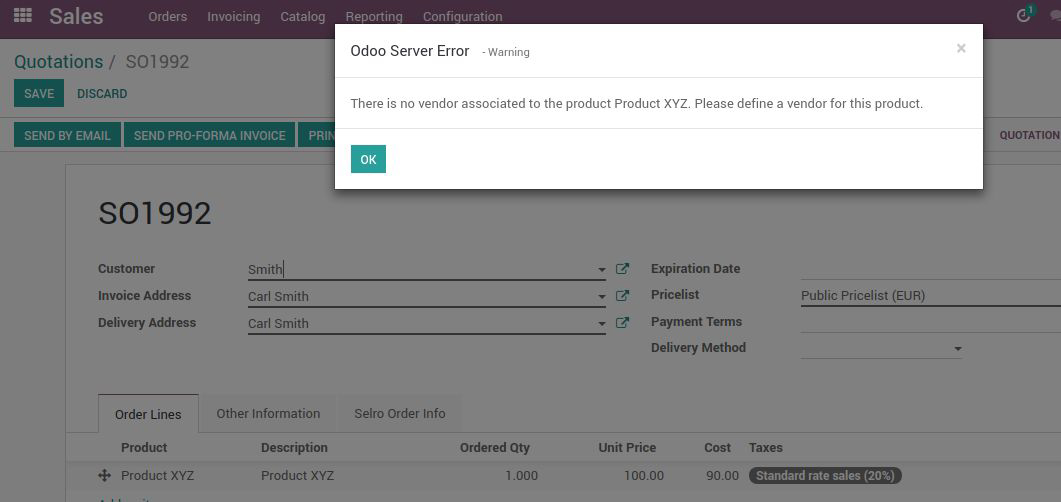 Sales Orders Invoicing Catalog Reporting Configuration 1
Odoo Server Error - Warning ×
Quotations / SO1992
SAVE DISCARD
There is no vendor associated to the product Product XYZ. Please define a vendor for this product.
SEND BY EMAIL SEND PRO-FORMA INVOICE PRIN QUOTATION
OK
SO1992
Customer Smith Expiration Date
Invoice Address Carl Smith Pricelist Public Pricelist (EUR)
Delivery Address Carl Smith Payment Terms
Delivery Method
Order Lines Other Information Selro Order Info
Product Description Ordered Qty Unit Price Cost Taxes
Product XYZ Product XYZ 1.000 100.00 90.00 Standard rate sales (20%)